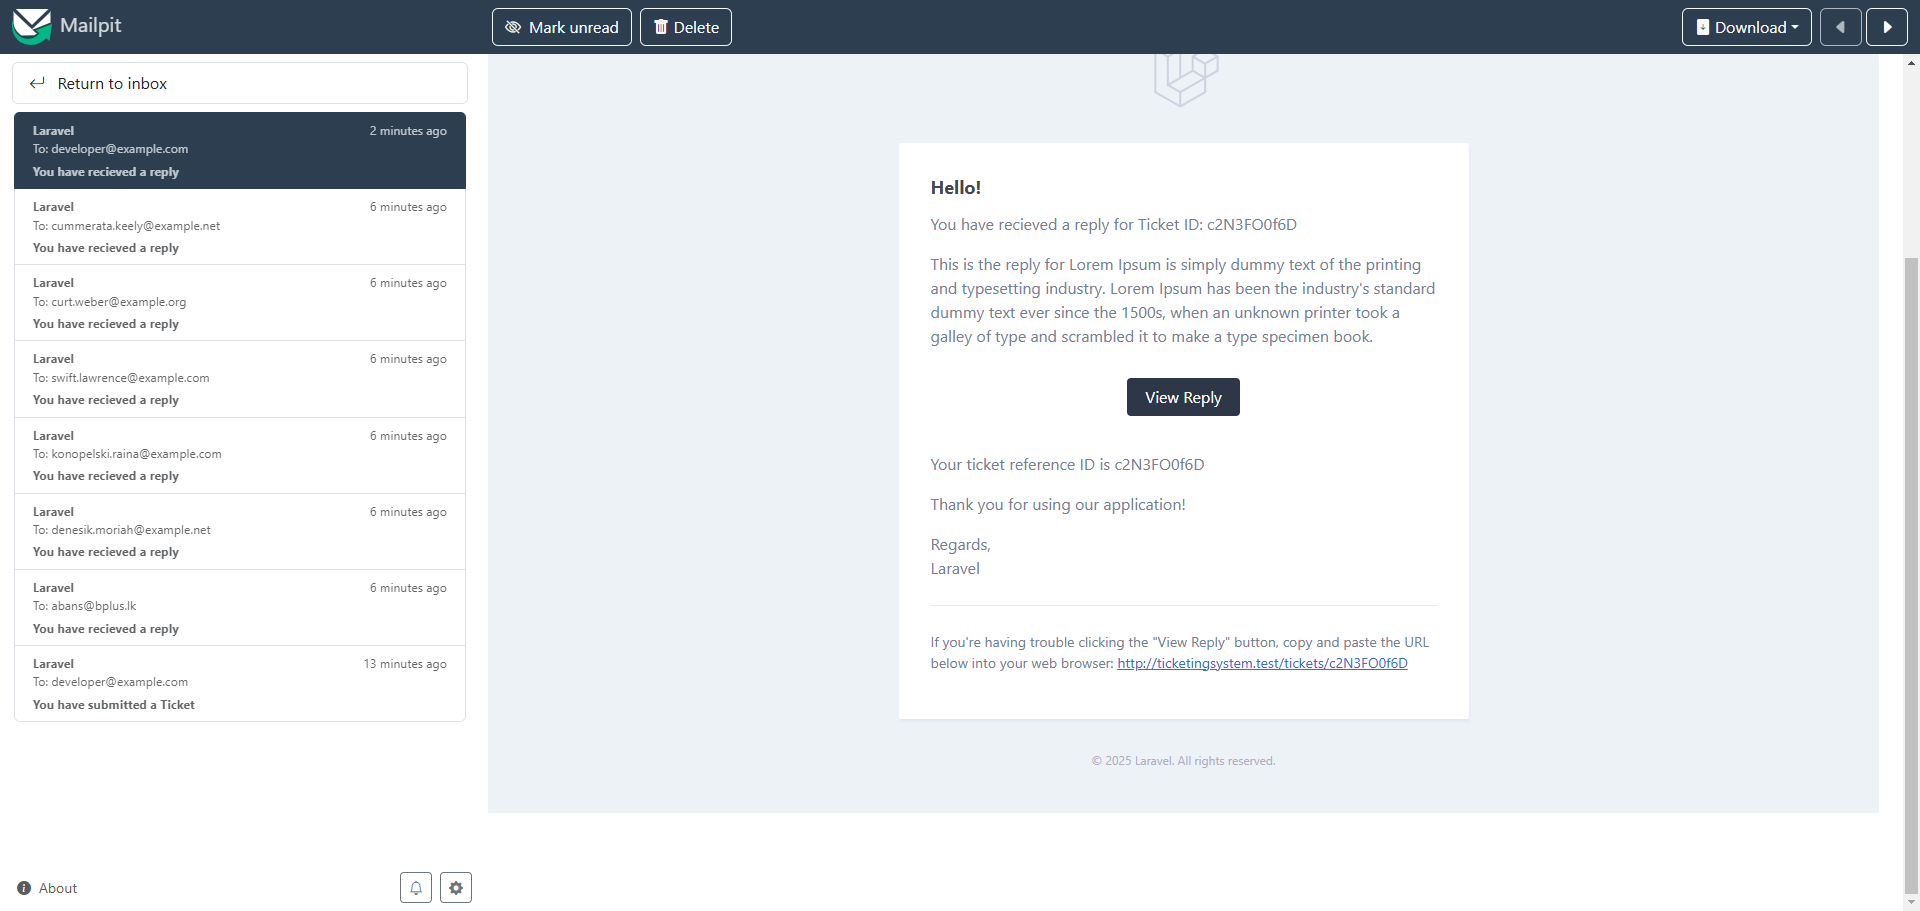 Mailpit
Mark unread
Delete
Download
Return to inbox
Laravel 2 minutes ago
To: developer@example.com
You have recieved a reply
Laravel 6 minutes ago
To: cummerata.keely@example.net
You have recieved a reply
Laravel 6 minutes ago
To: curt.weber@example.org
You have recieved a reply
Laravel 6 minutes ago
To: swift.lawrence@example.com
You have recieved a reply
Laravel 6 minutes ago
To: konopelski.raina@example.com
You have recieved a reply
Laravel 6 minutes ago
To: denesik.moriah@example.net
You have recieved a reply
Laravel 6 minutes ago
To: abans@bplus.lk
You have recieved a reply
Laravel 13 minutes ago
To: developer@example.com
You have submitted a Ticket
About
Hello!
You have recieved a reply for Ticket ID: c2N3FO0f6D
This is the reply for Lorem Ipsum is simply dummy text of the printing
and typesetting industry. Lorem Ipsum has been the industry's standard
dummy text ever since the 1500s, when an unknown printer took a
galley of type and scrambled it to make a type specimen book.
View Reply
Your ticket reference ID is c2N3FO0f6D
Thank you for using our application!
Regards,
Laravel
If you're having trouble clicking the "View Reply" button, copy and paste the URL
below into your web browser: http://ticketingsystem.test/tickets/c2N3FO0f6D
© 2025 Laravel. All rights reserved.